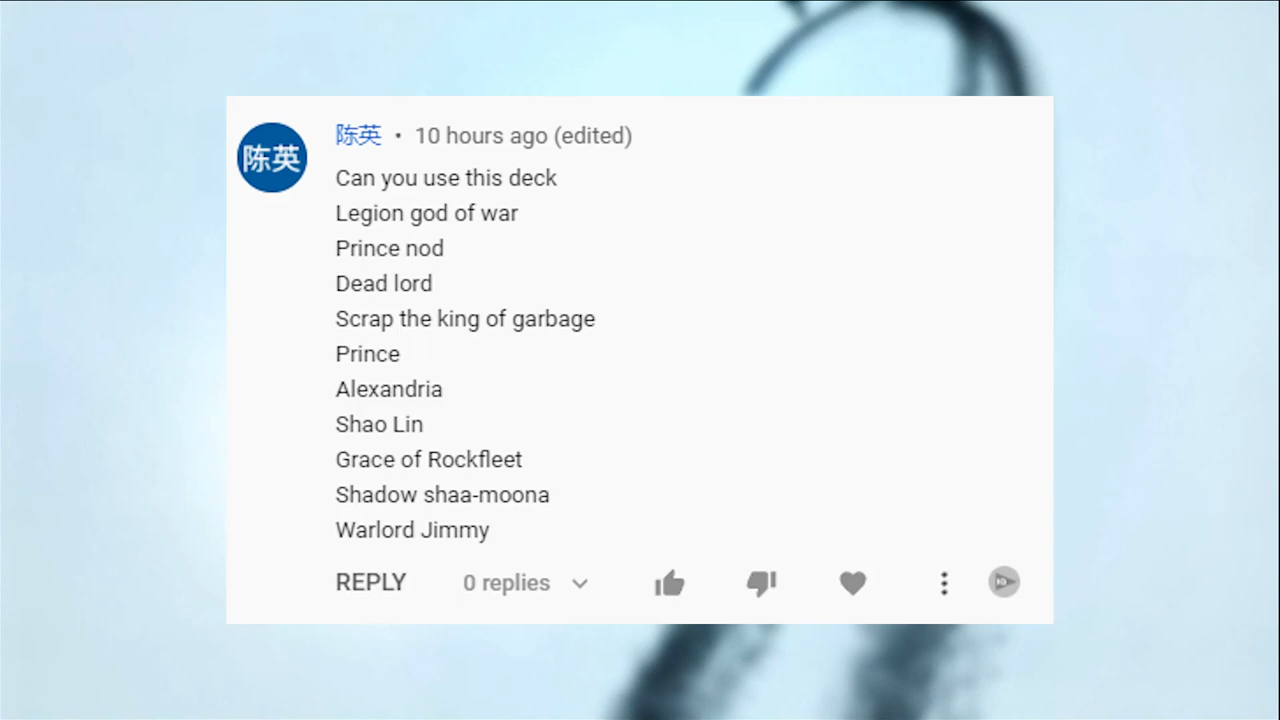 陈英
陈英 • 10 hours ago (edited)
Can you use this deck
Legion god of war
Prince nod
Dead lord
Scrap the king of garbage
Prince
Alexandria
Shao Lin
Grace of Rockfleet
Shadow shaa-moona
Warlord Jimmy
REPLY 0 replies